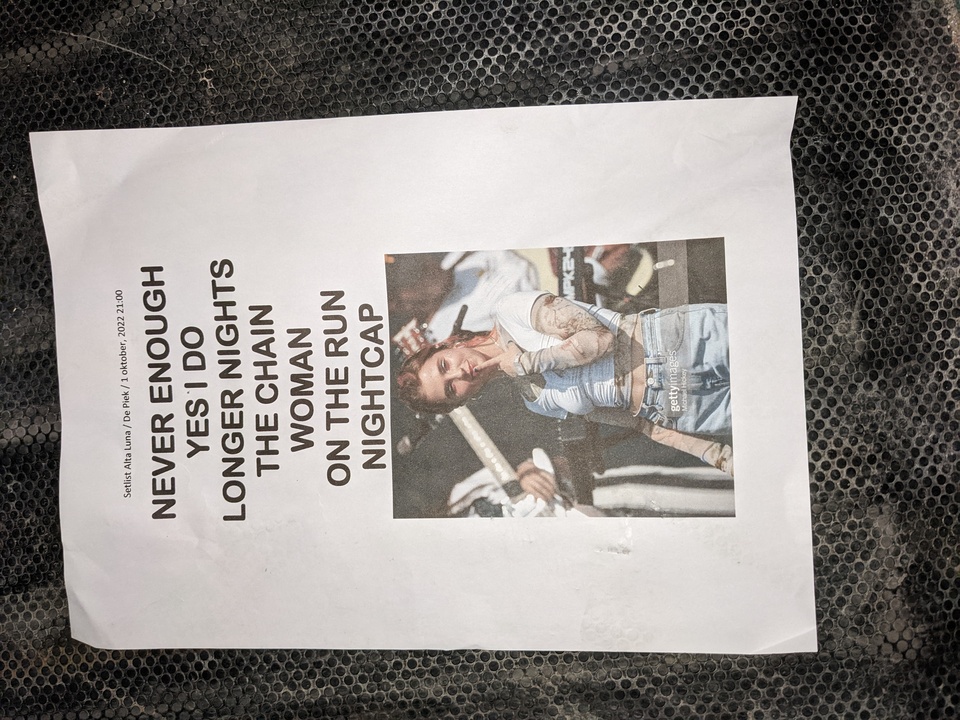 Setlist Alta Luna / De Piek / 1 oktober, 2022 21:00
NEVER ENOUGH
YES I DO
LONGER NIGHTS
THE CHAIN
WOMAN
ON THE RUN
NIGHTCAP
MPK249
gettyimages
Michael Hickey